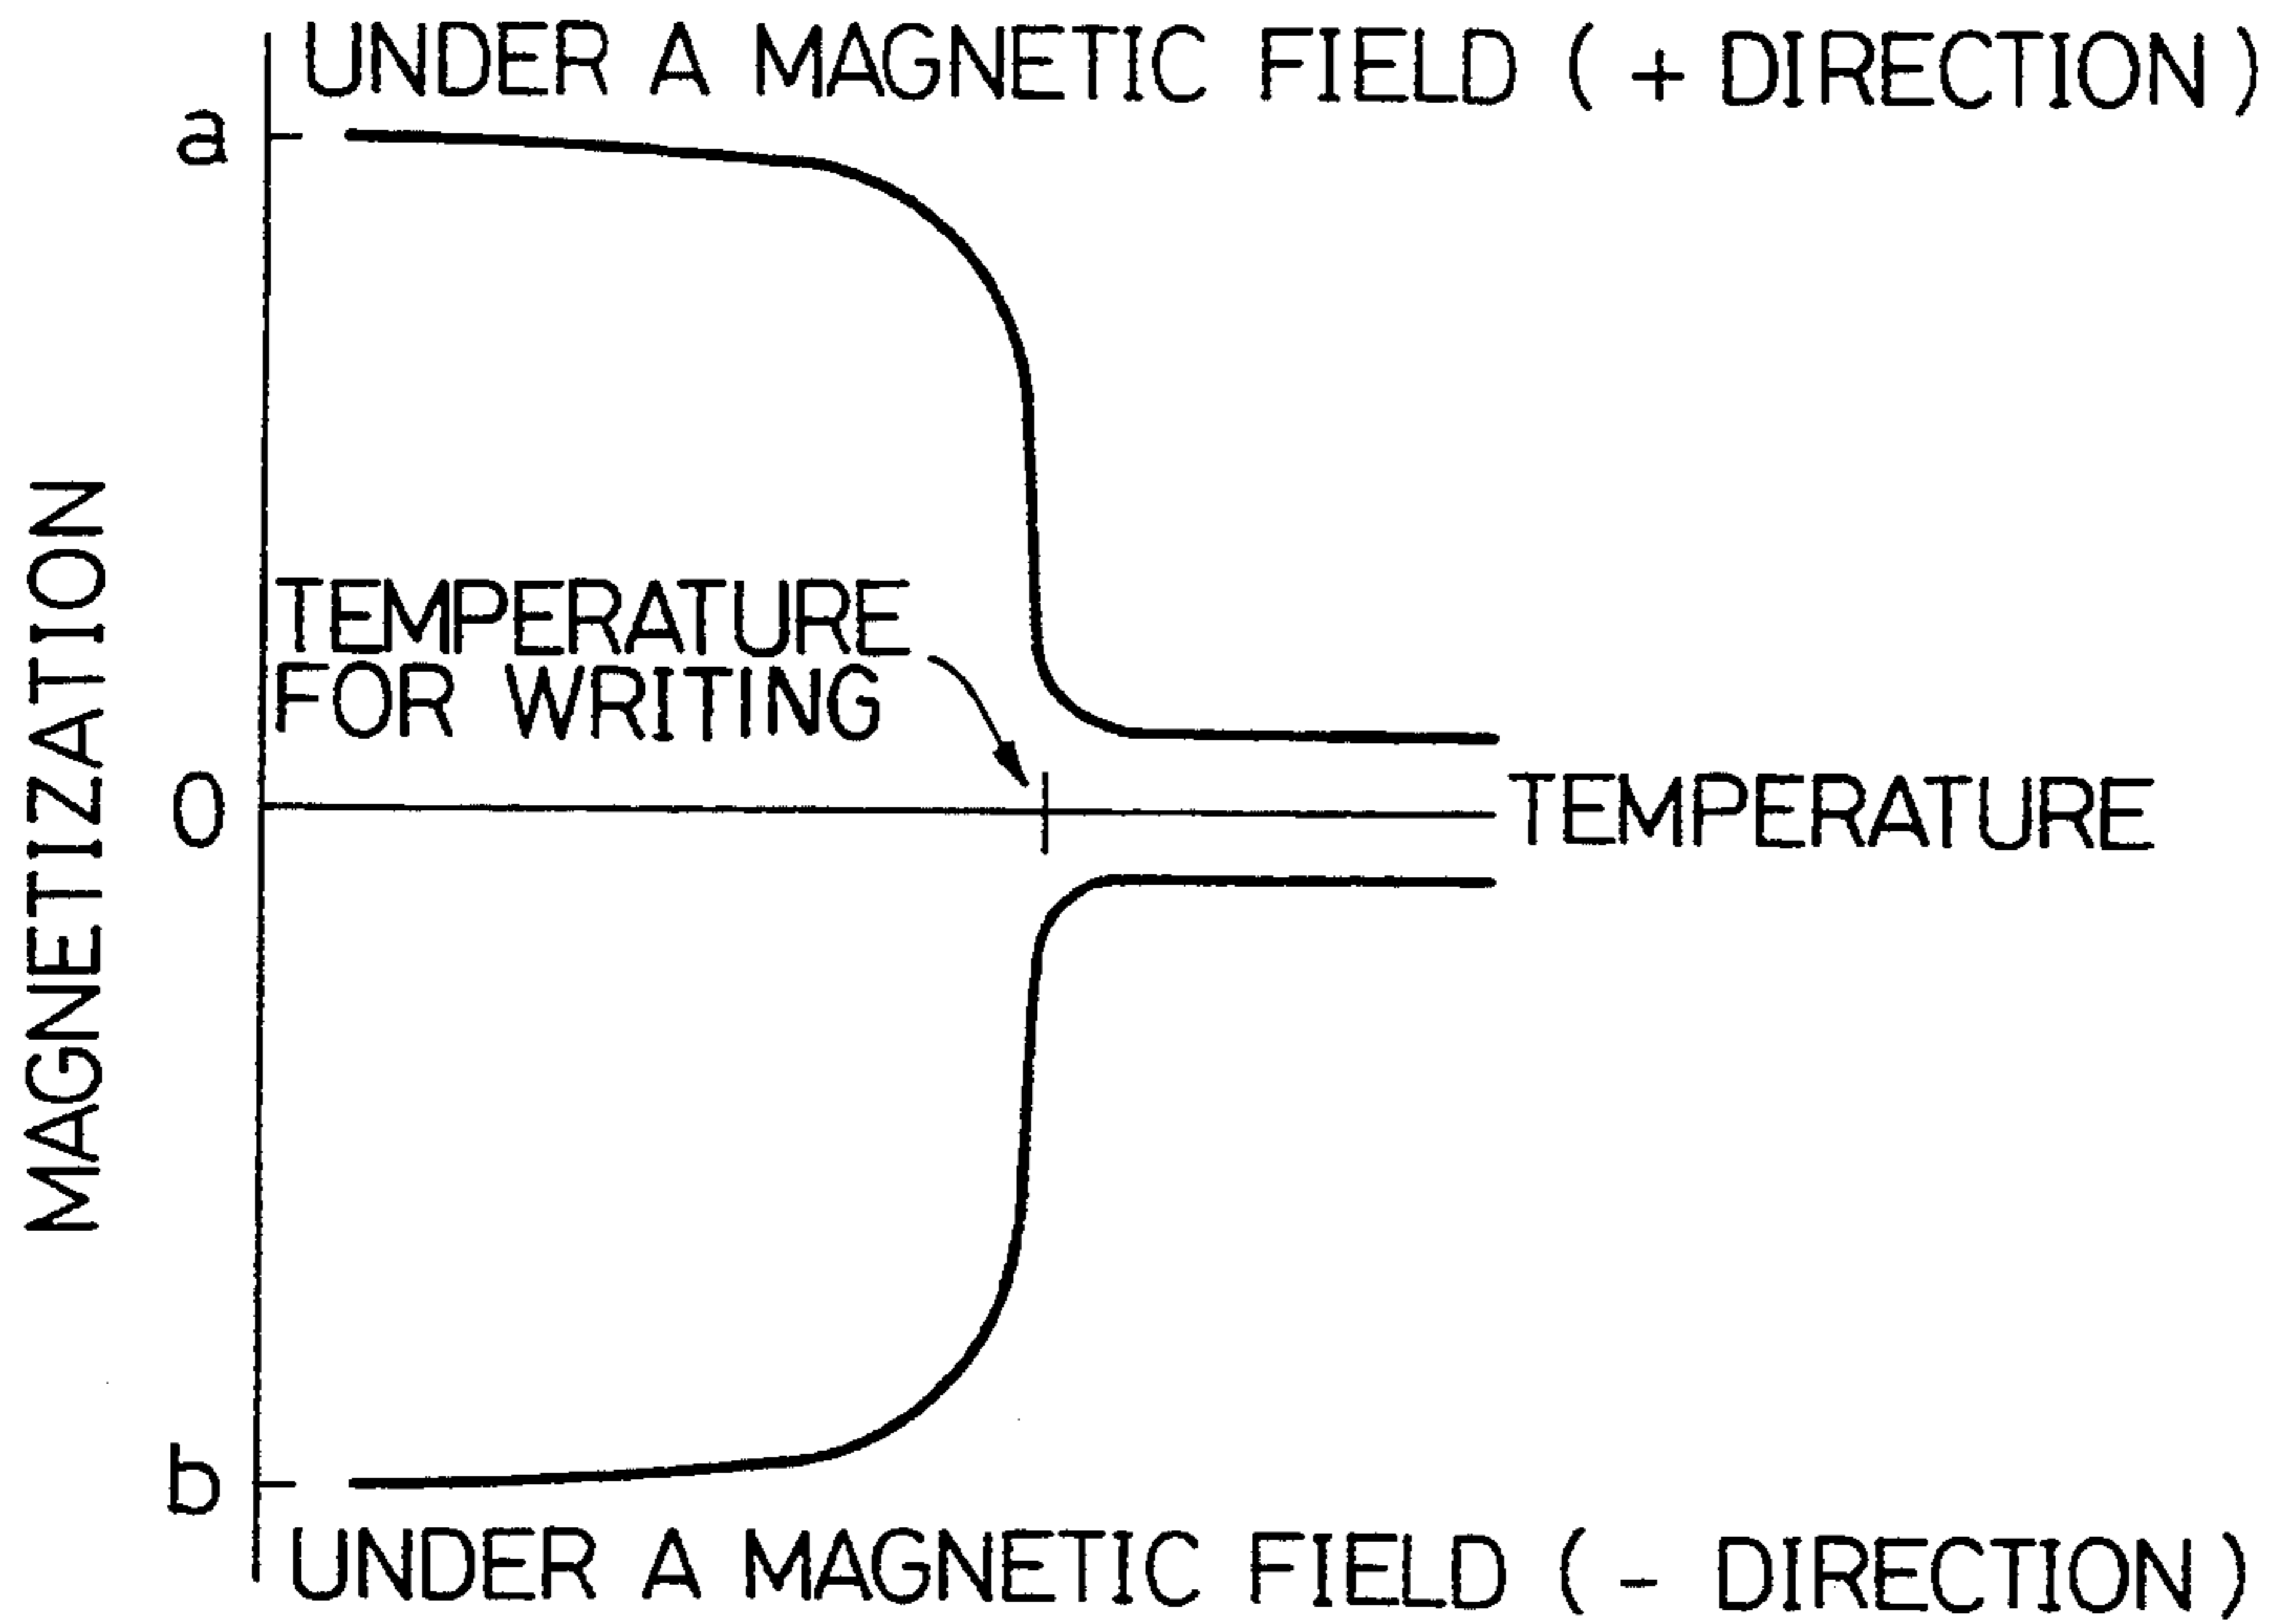 UNDER A MAGNETIC FIELD ( + DIRECTION )
a
MAGNETIZATION
TEMPERATURE
FOR WRITING
0
TEMPERATURE
b
UNDER A MAGNETIC FIELD ( - DIRECTION )